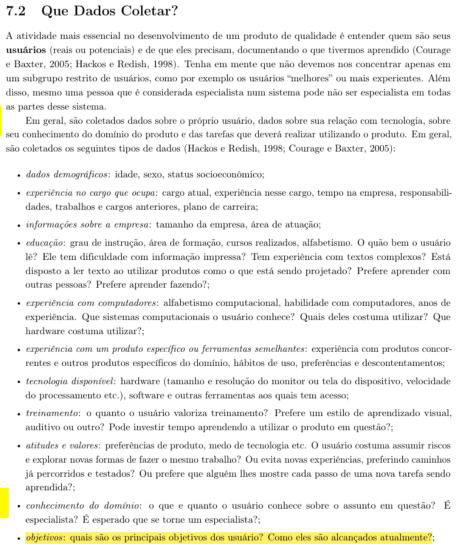 7.2 Que Dados Coletar?
A atividade mais essencial no desenvolvimento de um produto de qualidade é entender quem são seus
usuários (reais ou potenciais) e de que eles precisam, documentando o que tivermos aprendido (Courage
e Baxter, 2005; Hackos e Redish, 1998). Tenha em mente que não devemos nos concentrar apenas em
um subgrupo restrito de usuários, como por exemplo os usuários “melhores” ou mais experientes. Além
disso, mesmo uma pessoa que é considerada especialista num sistema pode não ser especialista em todas
as partes desse sistema.
Em geral, são coletados dados sobre o próprio usuário, dados sobre sua relação com tecnologia, sobre
seu conhecimento do domínio do produto e das tarefas que deverá realizar utilizando o produto. Em geral,
são coletados os seguintes tipos de dados (Hackos e Redish, 1998; Courage e Baxter, 2005):
• dados demográficos: idade, sexo, status socioeconômico;
• experiência no cargo que ocupa: cargo atual, experiência nesse cargo, tempo na empresa, responsabili-
dades, trabalhos e cargos anteriores, plano de carreira;
• informações sobre a empresa: tamanho da empresa, área de atuação;
• educação: grau de instrução, área de formação, cursos realizados, alfabetismo. O quão bem o usuário
lê? Ele tem dificuldade com informação impressa? Tem experiência com textos complexos? Está
disposto a ler texto ao utilizar produtos como o que está sendo projetado? Prefere aprender com
outras pessoas? Prefere aprender fazendo?;
• experiência com computadores: alfabetismo computacional, habilidade com computadores, anos de
experiência. Que sistemas computacionais o usuário conhece? Quais deles costuma utilizar? Que
hardware costuma utilizar?;
• experiência com um produto específico ou ferramentas semelhantes: experiência com produtos concor-
rentes e outros produtos específicos do domínio, hábitos de uso, preferências e descontentamentos;
• tecnologia disponível: hardware (tamanho e resolução do monitor ou tela do dispositivo, velocidade
do processamento etc.), software e outras ferramentas aos quais tem acesso;
• treinamento: o quanto o usuário valoriza treinamento? Prefere um estilo de aprendizado visual,
auditivo ou outro? Pode investir tempo aprendendo a utilizar o produto em questão?;
• atitudes e valores: preferências de produto, medo de tecnologia etc. O usuário costuma assumir riscos
e explorar novas formas de fazer o mesmo trabalho? Ou evita novas experiências, preferindo caminhos
já percorridos e testados? Ou prefere que alguém lhes mostre cada passo de uma nova tarefa sendo
aprendida?;
• conhecimento do domínio: o que e quanto o usuário conhece sobre o assunto em questão? É
especialista? É esperado que se torne um especialista?;
• objetivos: quais são os principais objetivos dos usuário? Como eles são alcançados atualmente?;